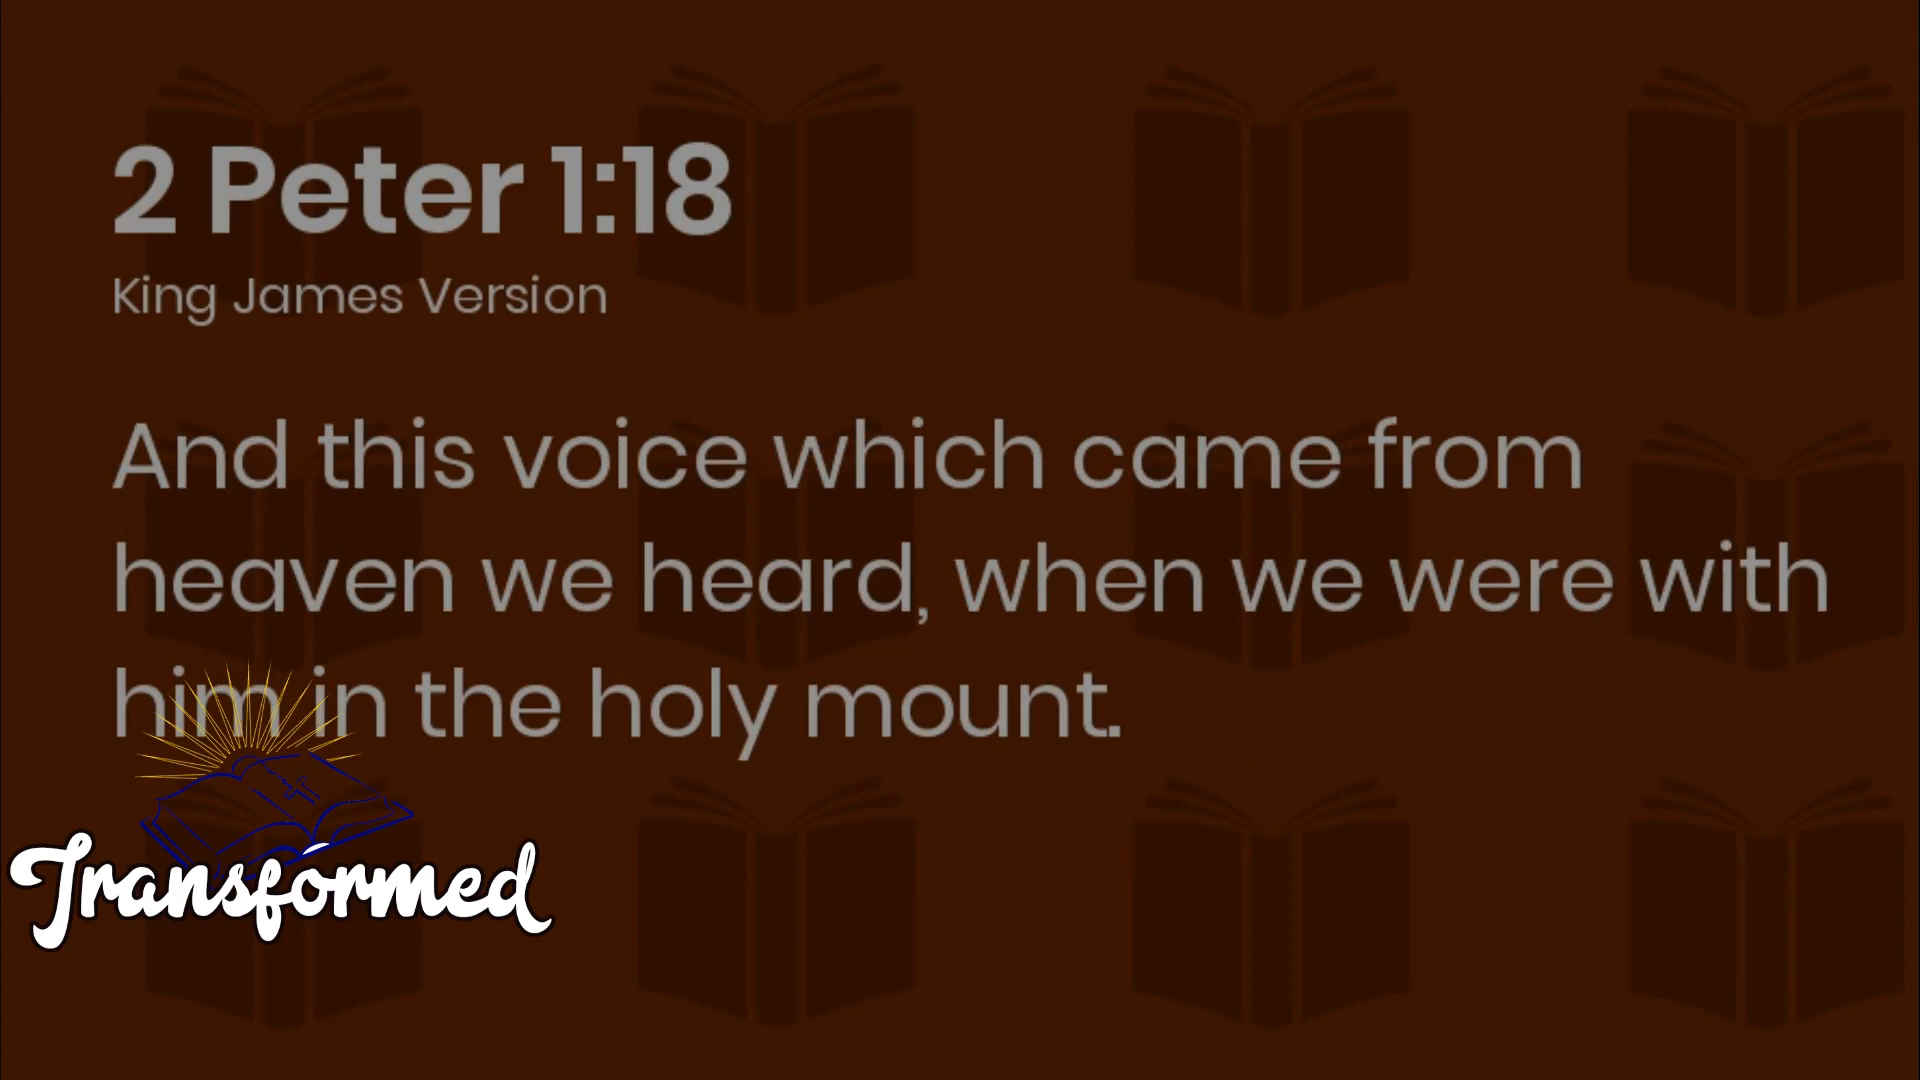 2 Peter 1:18
King James Version
And this voice which came from
heaven we heard, when we were with
him in the holy mount.
Transformed